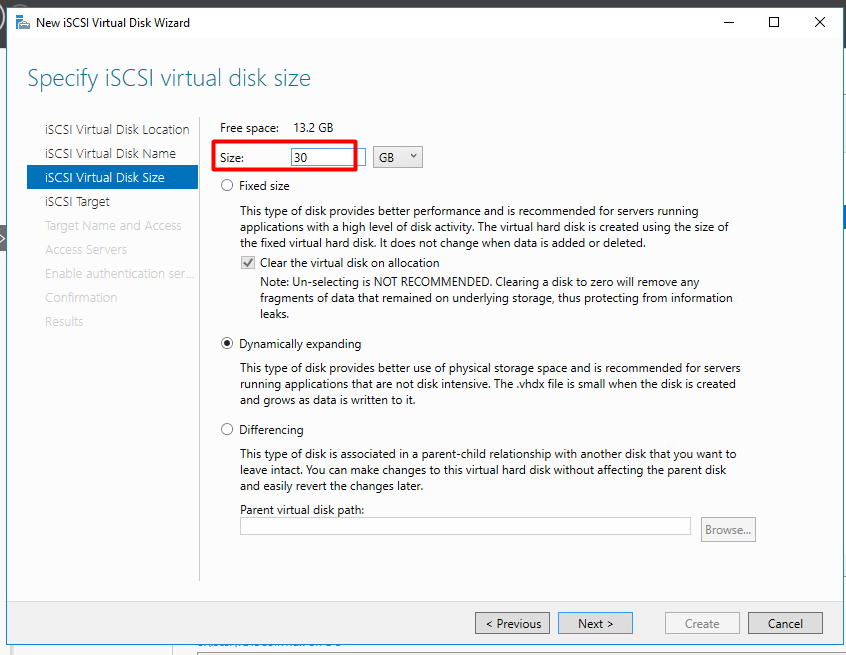 New iSCSI Virtual Disk Wizard
Specify iSCSI virtual disk size
iSCSI Virtual Disk Location
iSCSI Virtual Disk Name
iSCSI Virtual Disk Size
iSCSI Target
Target Name and Access
Access Servers
Enable authentication ser...
Confirmation
Results
Free space: 13.2 GB
Size: 30 GB
Fixed size
This type of disk provides better performance and is recommended for servers running
applications with a high level of disk activity. The virtual hard disk is created using the size of
the fixed virtual hard disk. It does not change when data is added or deleted.
Clear the virtual disk on allocation
Note: Un-selecting is NOT RECOMMENDED. Clearing a disk to zero will remove any
fragments of data that remained on underlying storage, thus protecting from information
leaks.
Dynamically expanding
This type of disk provides better use of physical storage space and is recommended for servers
running applications that are not disk intensive. The .vhdx file is small when the disk is created
and grows as data is written to it.
Differencing
This type of disk is associated in a parent-child relationship with another disk that you want to
leave intact. You can make changes to this virtual hard disk without affecting the parent disk
and easily revert the changes later.
Parent virtual disk path:
Browse...
< Previous
Next >
Create
Cancel